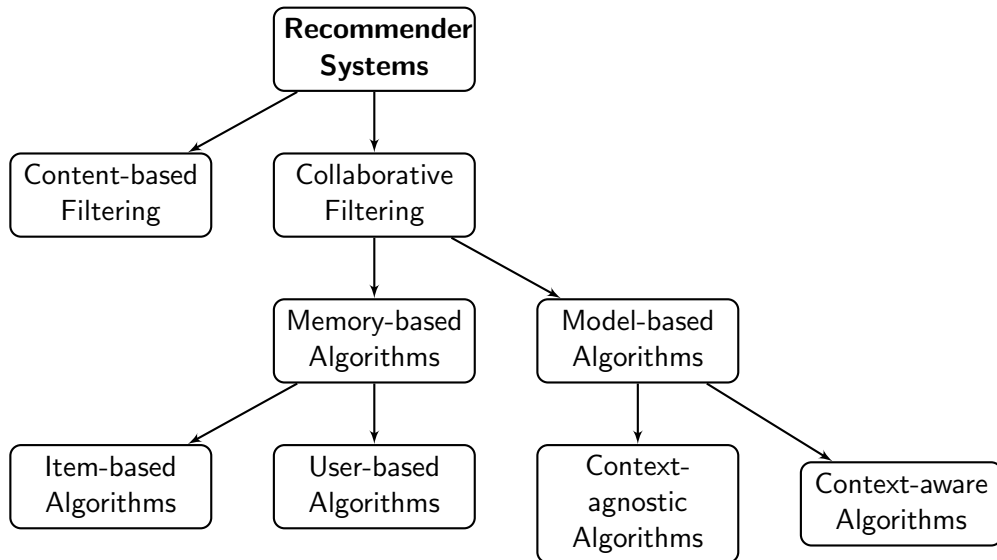 Recommender
Systems
Content-based
Filtering
Collaborative
Filtering
Memory-based
Algorithms
Model-based
Algorithms
Item-based
Algorithms
User-based
Algorithms
Context-
agnostic
Algorithms
Context-aware
Algorithms